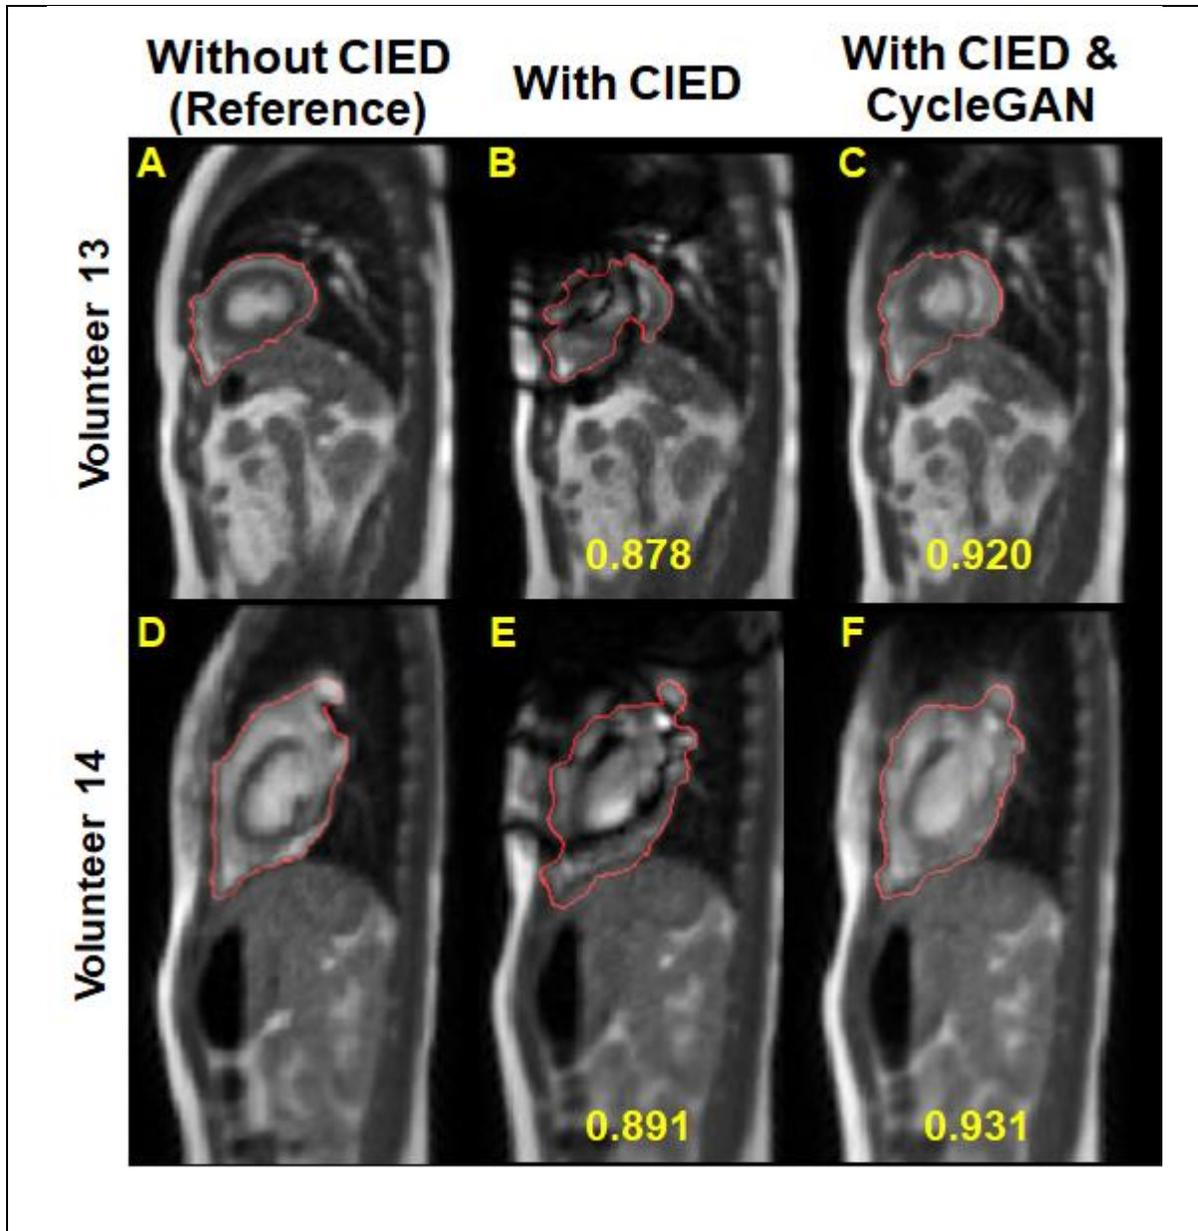 Without CIED
(Reference)
With CIED
With CIED &
CycleGAN
Volunteer 13
A
B
C
0.878
0.920
Volunteer 14
D
E
F
0.891
0.931